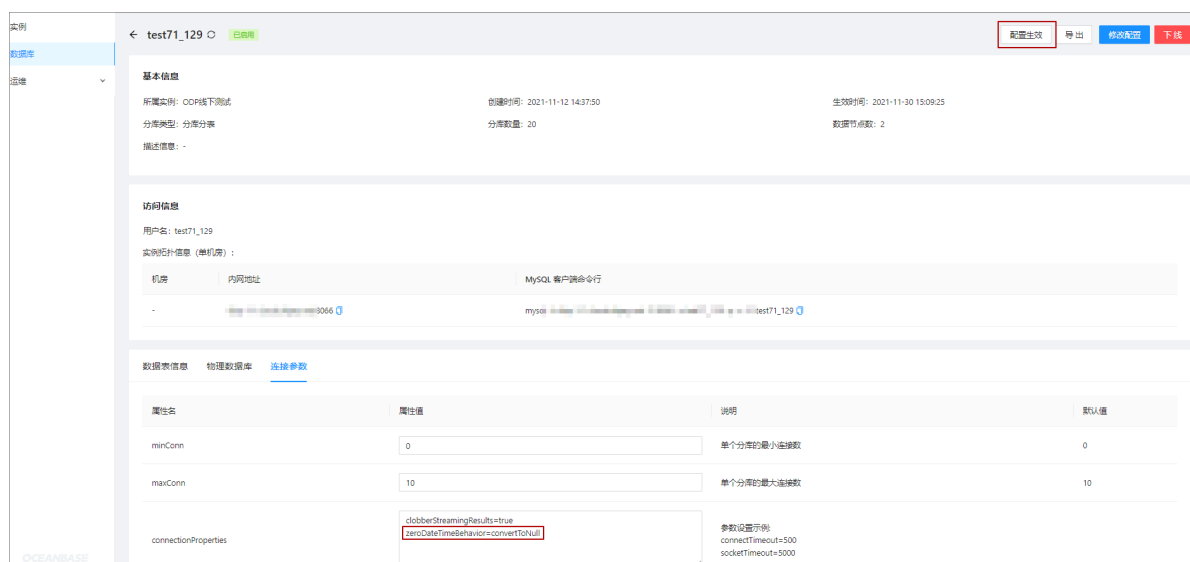 实例
数据库
运维
← test71_129 已启用
配置生效 导出 修改配置 下线
基本信息
所属实例：ODP线下测试 创建时间：2021-11-12 14:37:50 生效时间：2021-11-30 15:09:25
分库类型：分库分表 分库数量：20 数据节点数：2
描述信息：-
访问信息
用户名：test71_129
实例拓扑信息（单机房）：
机房 内网地址 MySQL 客户端命令行
- 3066 mysql test71_129
数据表信息 物理数据库 连接参数
属性名 属性值 说明 默认值
minConn 0 单个分库的最小连接数 0
maxConn 10 单个分库的最大连接数 10
connectionProperties
clobberStreamingResults=true
zeroDateTimeBehavior=convertToNull
参数设置示例:
connectTimeout=500
socketTimeout=5000
OCEANBASE